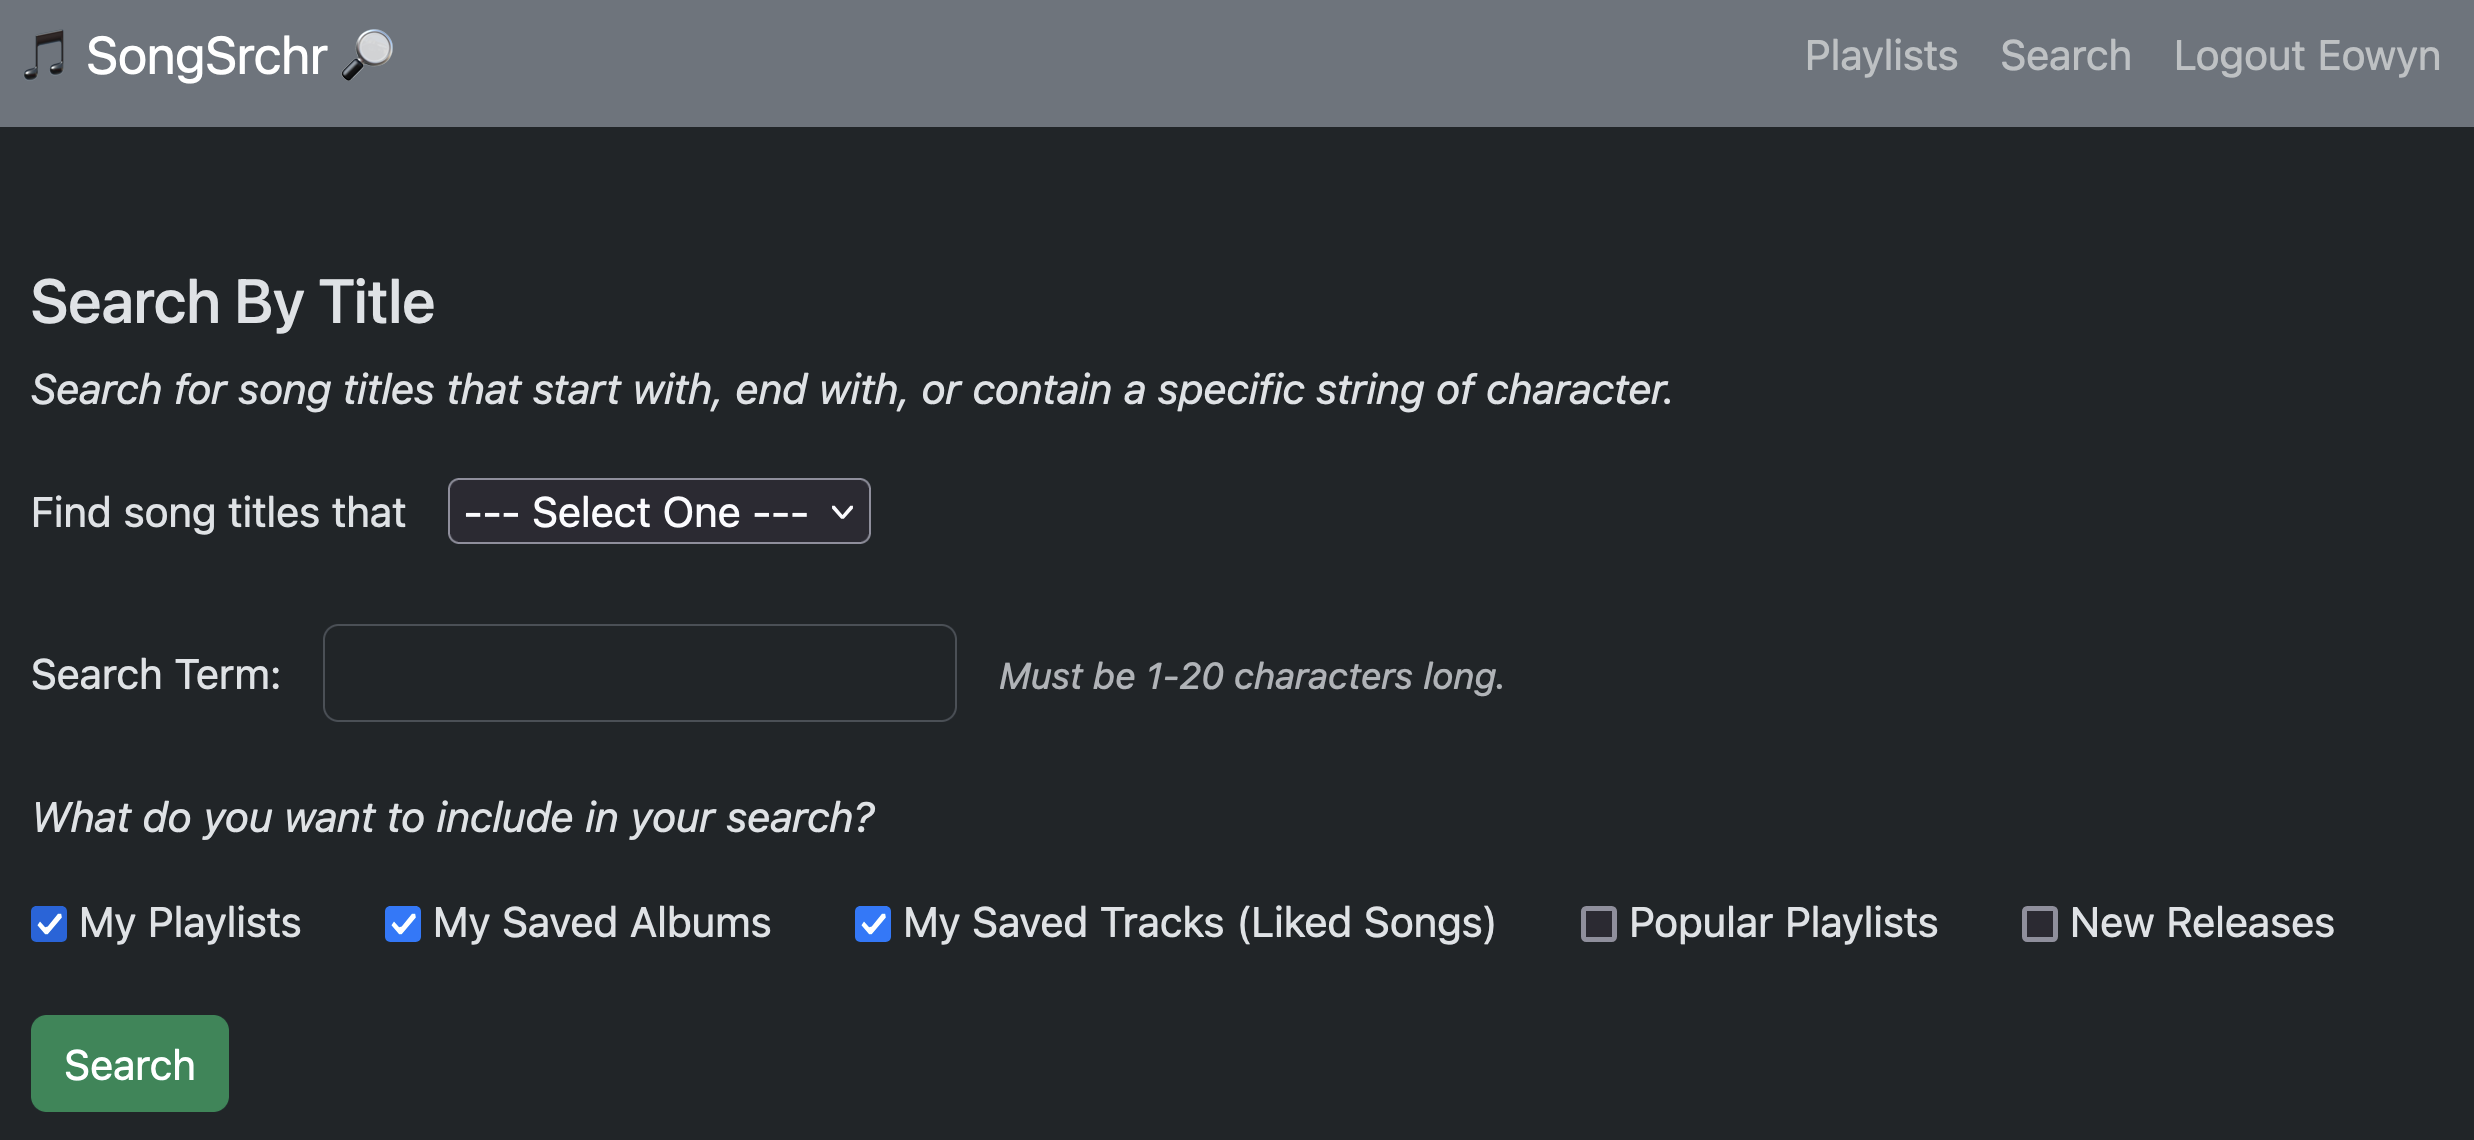 🎵 SongSrchr 🔎
Playlists Search Logout Eowyn
Search By Title
Search for song titles that start with, end with, or contain a specific string of character.
Find song titles that --- Select One ---
Search Term: Must be 1-20 characters long.
What do you want to include in your search?
My Playlists My Saved Albums My Saved Tracks (Liked Songs) Popular Playlists New Releases
Search